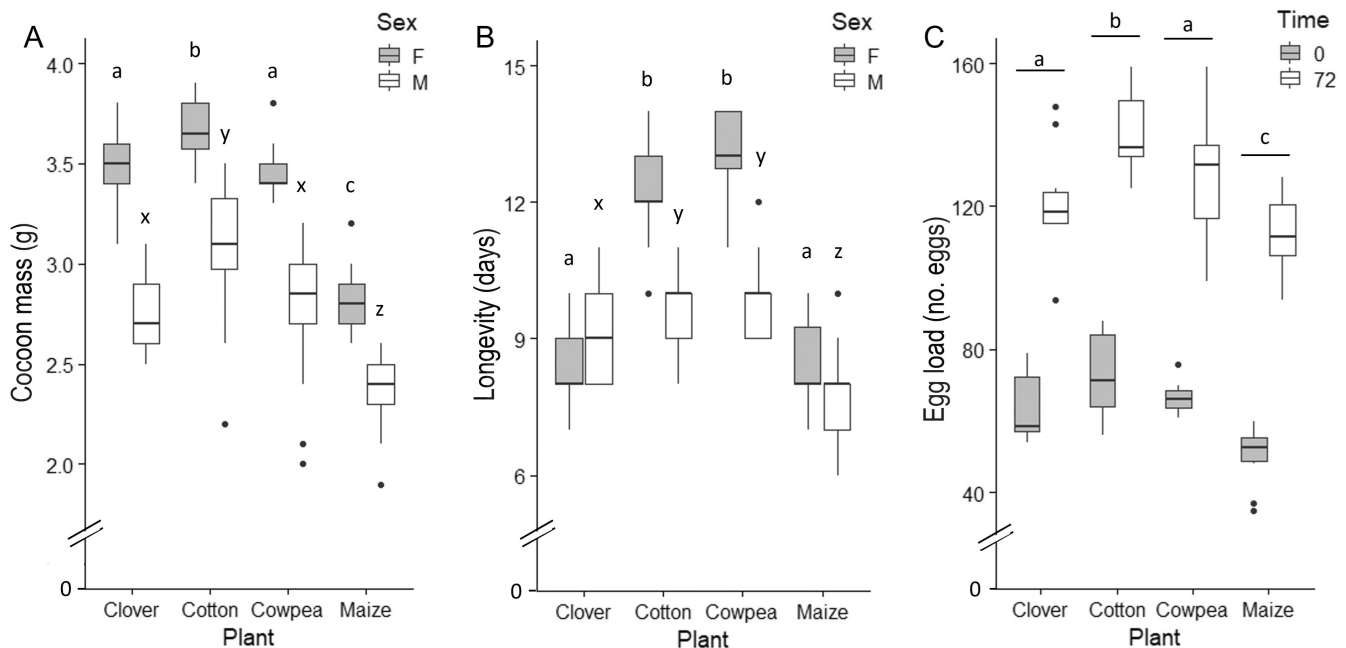 A
Sex
F
M
a
b
a
y
x
x
c
z
4.0
3.5
3.0
2.5
2.0
0
Cocoon mass (g)
Clover Cotton Cowpea Maize
Plant
B
Sex
F
M
b
b
y
x
y
a
a
z
15
12
9
6
0
Longevity (days)
Clover Cotton Cowpea Maize
Plant
C
Time
0
72
a
b
a
c
160
120
80
40
0
Egg load (no. eggs)
Clover Cotton Cowpea Maize
Plant